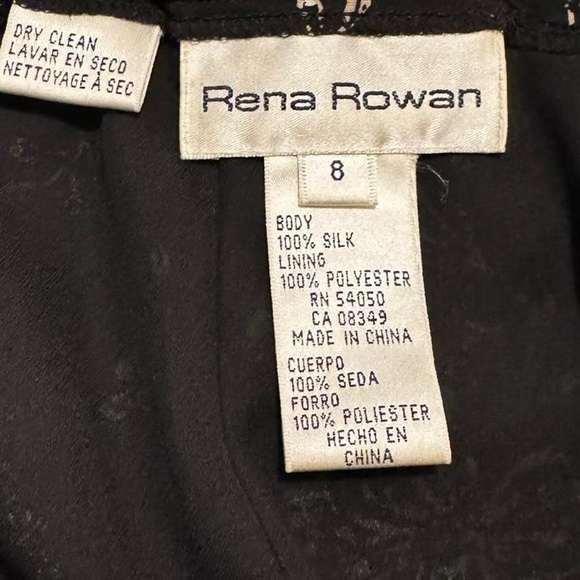 DRY CLEAN
LAVAR EN SECO
NETTOYAGE À SEC
Rena Rowan
8
BODY
100% SILK
LINING
100% POLYESTER
RN 54050
CA 08349
MADE IN CHINA
CUERPO
100% SEDA
FORRO
100% POLIESTER
HECHO EN
CHINA